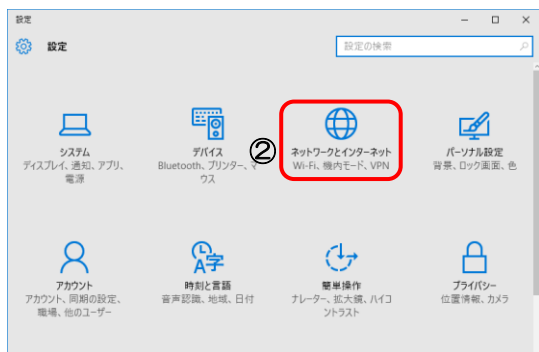 設定
設定
設定の検索
システム
ディスプレイ、通知、アプリ、
電源
デバイス
Bluetooth、プリンター、マ
ウス
②
ネットワークとインターネット
Wi-Fi、機内モード、VPN
パーソナル設定
背景、ロック画面、色
アカウント
アカウント、同期の設定、
職場、他のユーザー
A字
時刻と言語
音声認識、地域、日付
簡単操作
ナレーター、拡大鏡、ハイコ
ントラスト
プライバシー
位置情報、カメラ